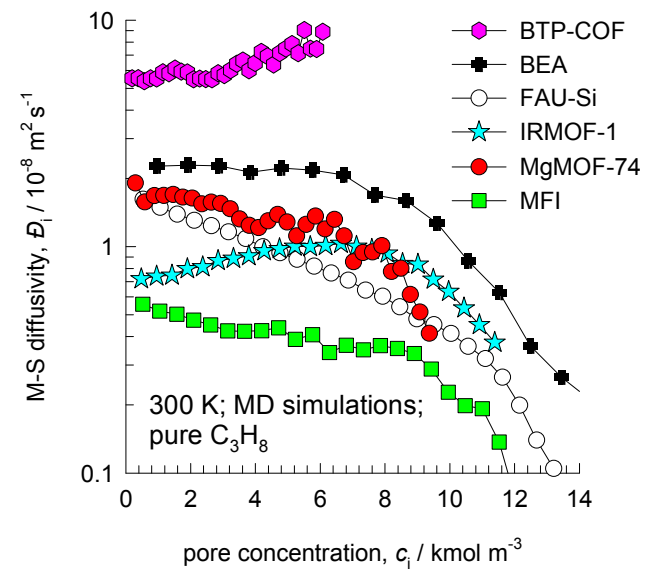 10
1
0.1
M-S diffusivity, Đi / 10-8 m2 s-1
BTP-COF
BEA
FAU-Si
IRMOF-1
MgMOF-74
MFI
300 K; MD simulations;
pure C3H8
0 2 4 6 8 10 12 14
pore concentration, ci / kmol m-3